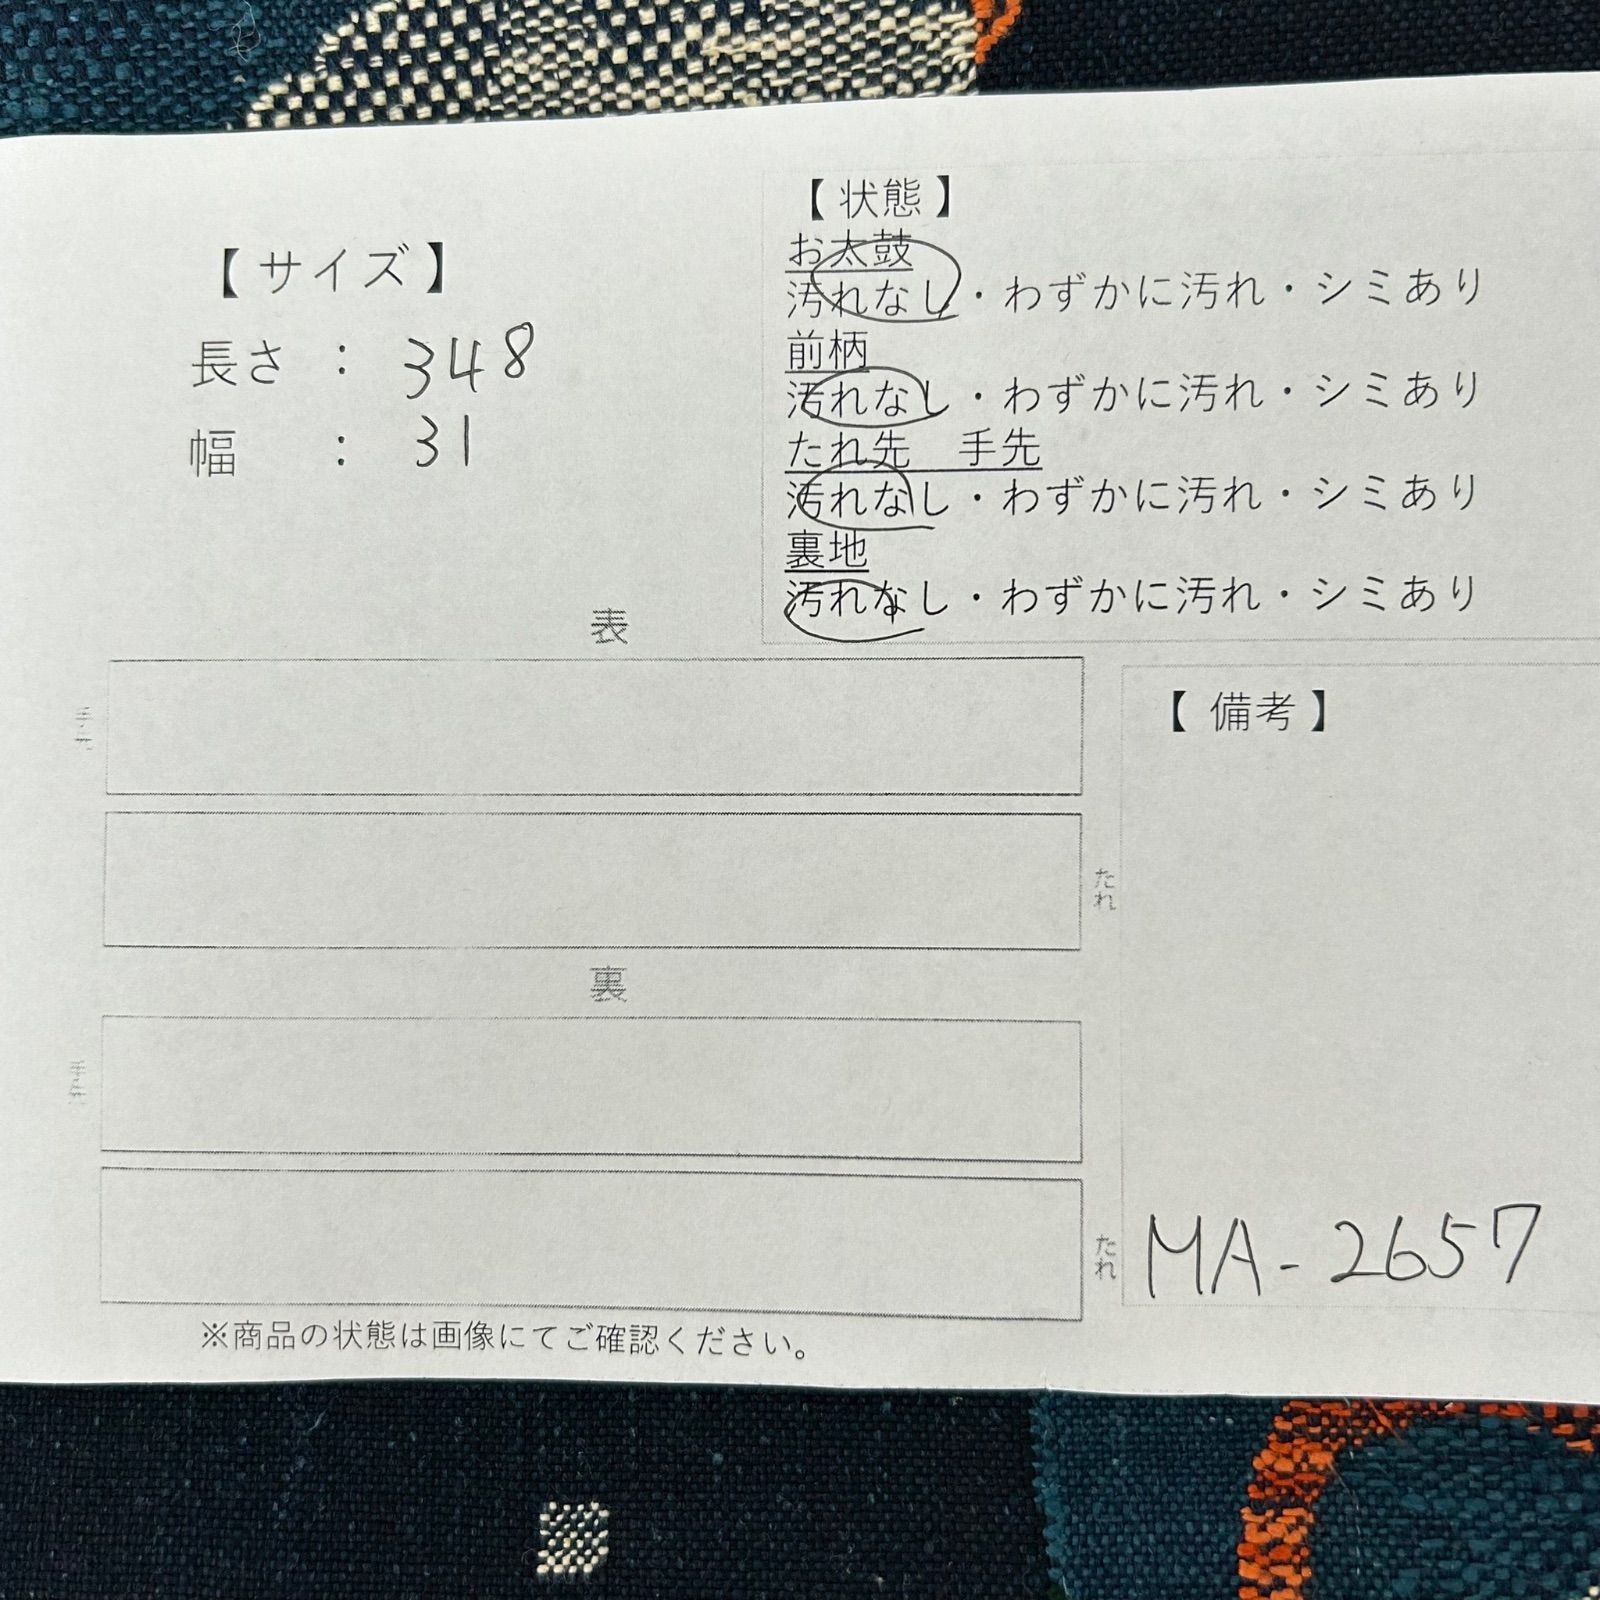 【サイズ】
長さ : 348
幅 : 31
【状態】
お太鼓
汚れなし・わずかに汚れ・シミあり
前柄
汚れなし・わずかに汚れ・シミあり
たれ先 手先
汚れなし・わずかに汚れ・シミあり
裏地
汚れなし・わずかに汚れ・シミあり
表
たれ
裏
たれ
【備考】
MA-2657
※商品の状態は画像にてご確認ください。